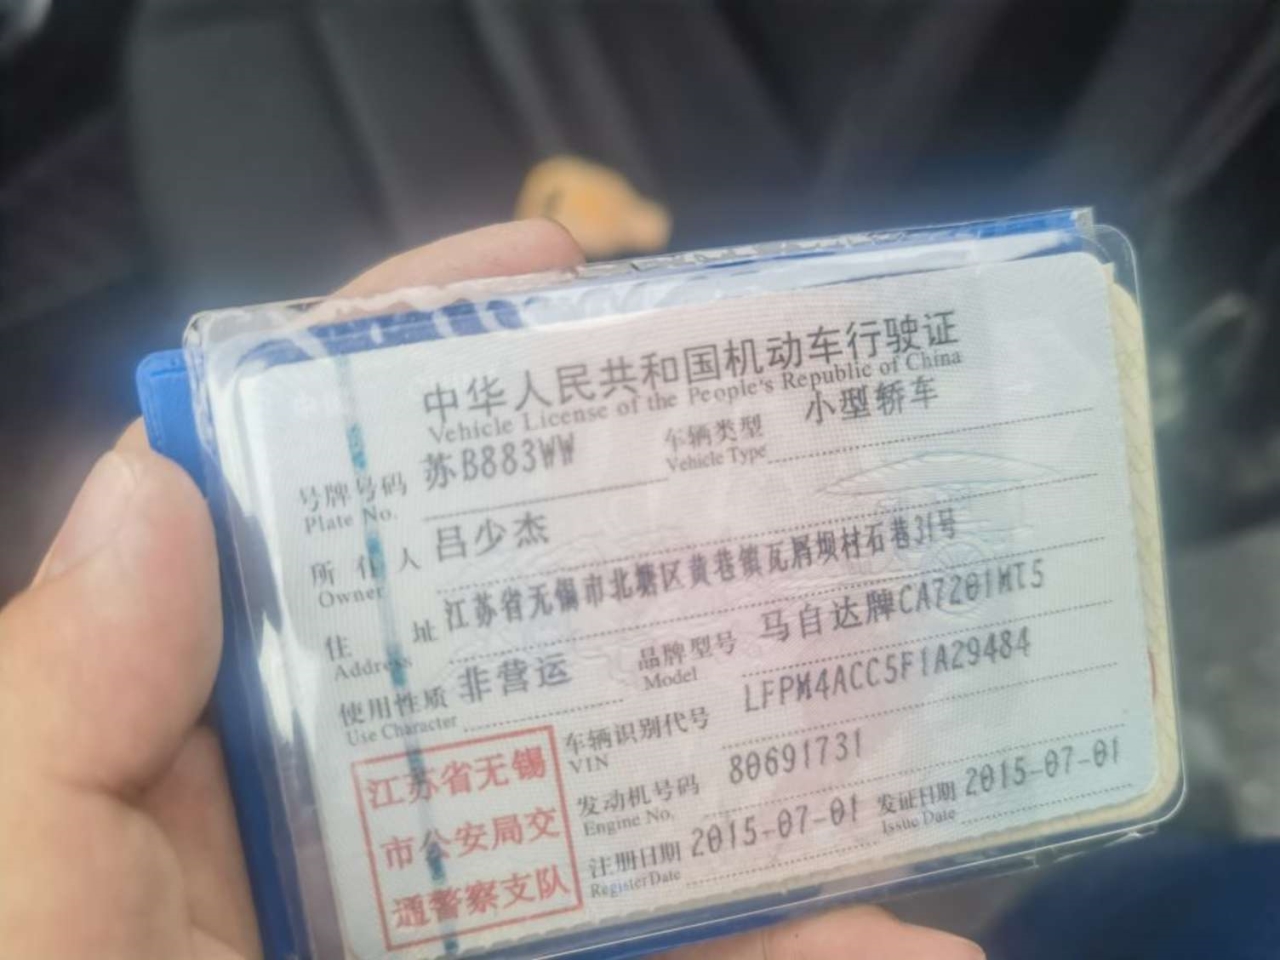 中华人民共和国机动车行驶证
Vehicle License of the People's Republic of China
号牌号码 苏B883WW 车辆类型 小型轿车
Plate No. Vehicle Type
所有人 吕少杰
Owner
住址 江苏省无锡市北塘区黄巷镇瓦屑坝村石巷31号
Address
使用性质 非营运 品牌型号 马自达牌CA7201MT5
Use Character Model
车辆识别代号 LFPM4ACC5F1A29484
VIN
发动机号码 80691731
Engine No.
注册日期 2015-07-01 发证日期 2015-07-01
Register Date Issue Date
江苏省无锡
市公安局交
通警察支队